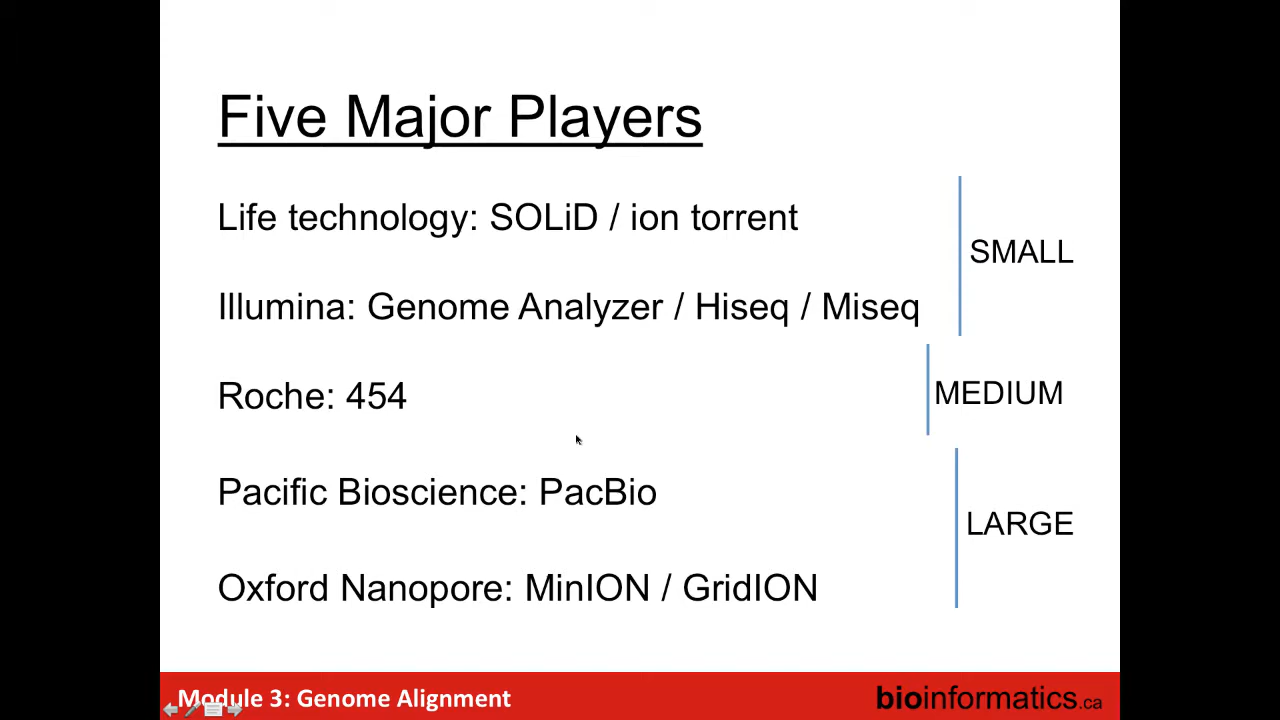 Five Major Players
Life technology: SOLiD / ion torrent
SMALL
Illumina: Genome Analyzer / Hiseq / Miseq
Roche: 454
MEDIUM
Pacific Bioscience: PacBio
LARGE
Oxford Nanopore: MinION / GridION
Module 3: Genome Alignment
bioinformatics.ca